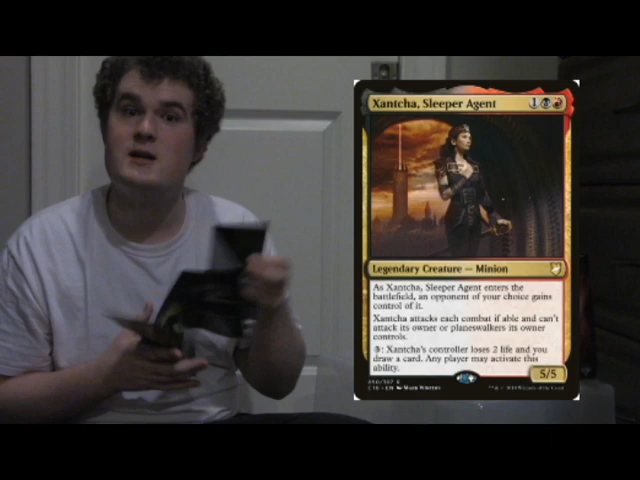 Xantcha, Sleeper Agent 1
Legendary Creature — Minion
As Xantcha, Sleeper Agent enters the
battlefield, an opponent of your choice gains
control of it.
Xantcha attacks each combat if able and can't
attack its owner or planeswalkers its owner
controls.
3: Xantcha's controller loses 2 life and you
draw a card. Any player may activate this
ability.
5/5